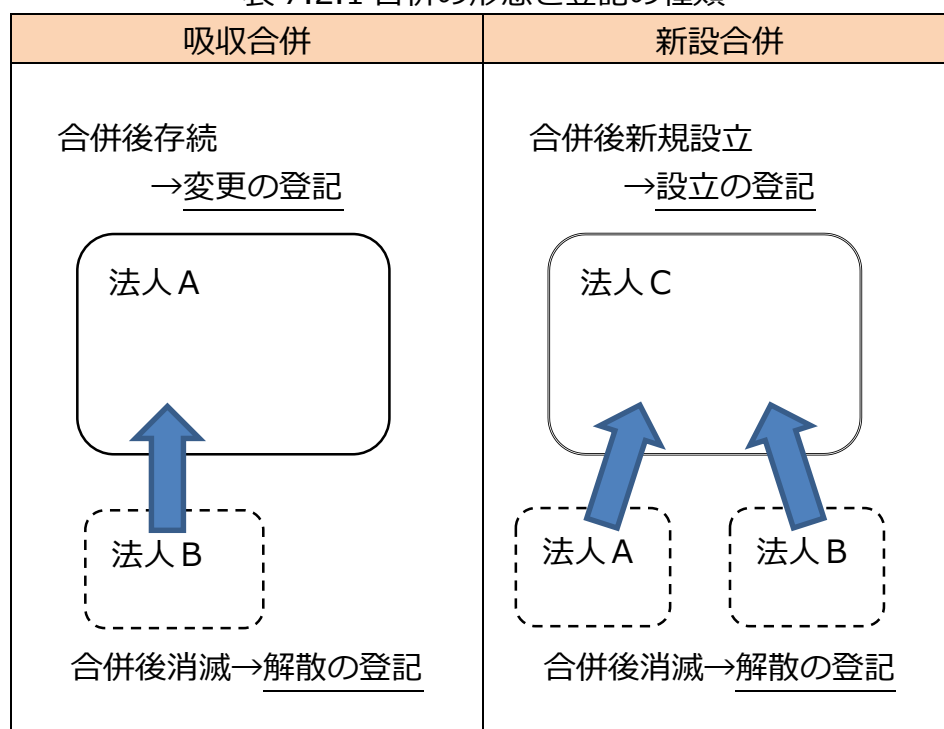 表 7.2.1 合併の形態と登記の種類
吸収合併
新設合併
合併後存続
→変更の登記
法人A
法人B
合併後消滅→解散の登記
合併後新規設立
→設立の登記
法人C
法人A
法人B
合併後消滅→解散の登記